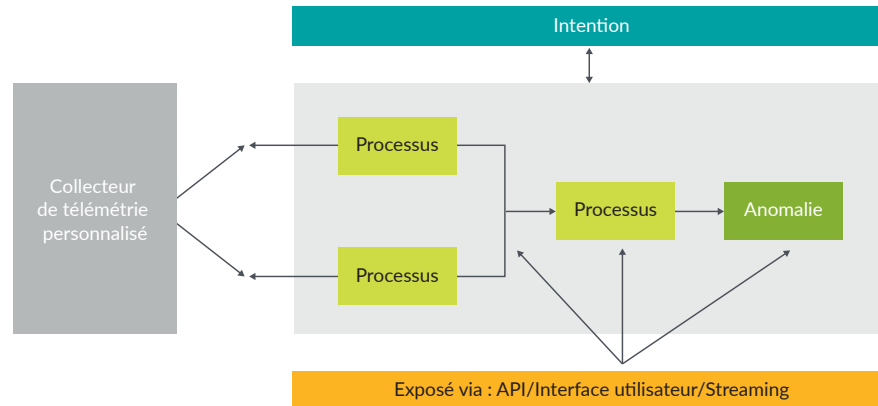 Intention
Processus
Collecteur
de télémétrie
personnalisé
Processus
Anomalie
Processus
Exposé via : API/Interface utilisateur/Streaming